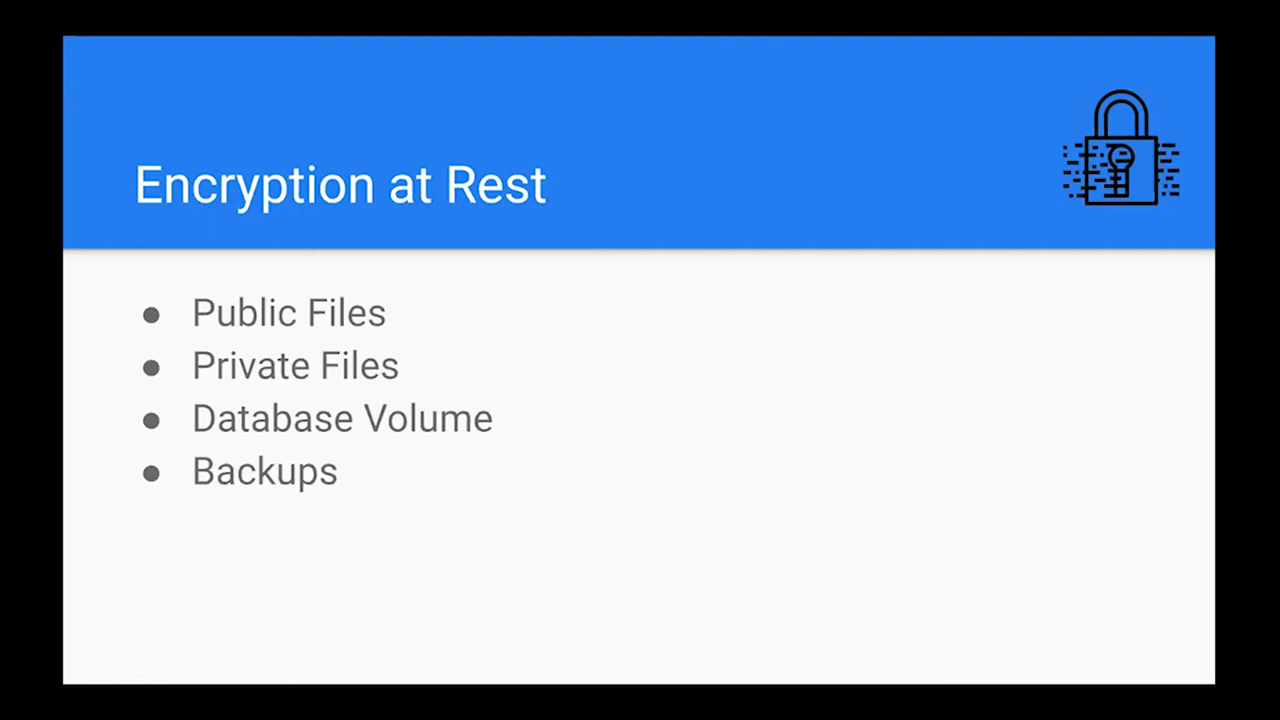 Encryption at Rest
● Public Files
● Private Files
● Database Volume
● Backups